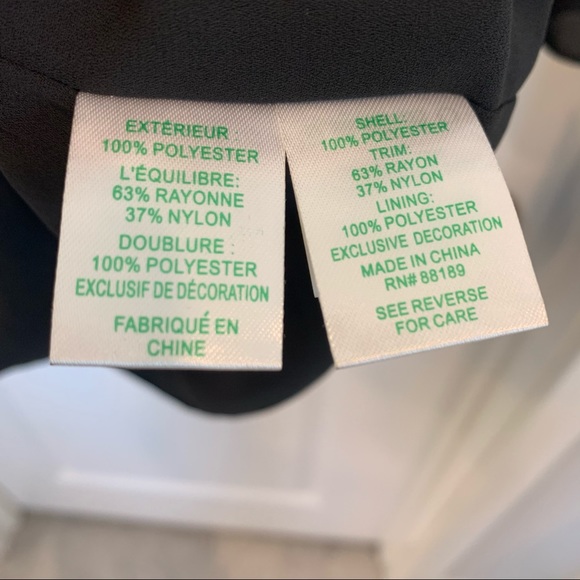 EXTÉRIEUR
100% POLYESTER
L'ÉQUILIBRE:
63% RAYONNE
37% NYLON
DOUBLURE :
100% POLYESTER
EXCLUSIF DE DÉCORATION
FABRIQUÉ EN
CHINE
SHELL:
100% POLYESTER
TRIM:
63% RAYON
37% NYLON
LINING:
100% POLYESTER
EXCLUSIVE DECORATION
MADE IN CHINA
RN# 88189
SEE REVERSE
FOR CARE